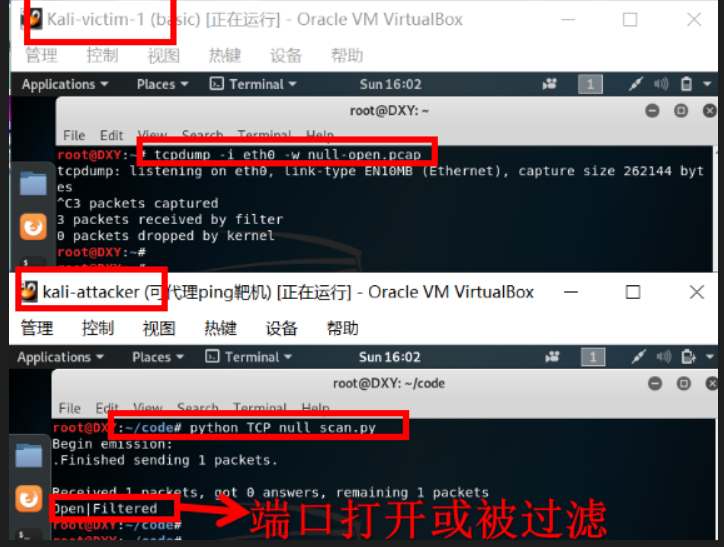 Kali-victim-1 (basic) [正在运行] - Oracle VM VirtualBox
管理 控制 视图 热键 设备 帮助
Applications Places Terminal Sun 16:02 1
root@DXY: ~
File Edit View Search Terminal Help
root@DXY:~# tcpdump -i eth0 -w null-open.pcap
tcpdump: listening on eth0, link-type EN10MB (Ethernet), capture size 262144 byt
es
^C3 packets captured
3 packets received by filter
0 packets dropped by kernel
root@DXY:~#
root@DXY:~#
kali-attacker (可代理ping靶机) [正在运行] - Oracle VM VirtualBox
管理 控制 视图 热键 设备 帮助
Applications Places Terminal Sun 16:02 1
root@DXY: ~/code
File Edit View Search Terminal Help
root@DXY:~/code# python TCP_null_scan.py
Begin emission:
.Finished sending 1 packets.
Received 1 packets, got 0 answers, remaining 1 packets
Open|Filtered
端口打开或被过滤
root@DXY:~/code#
root@DXY:~/code#